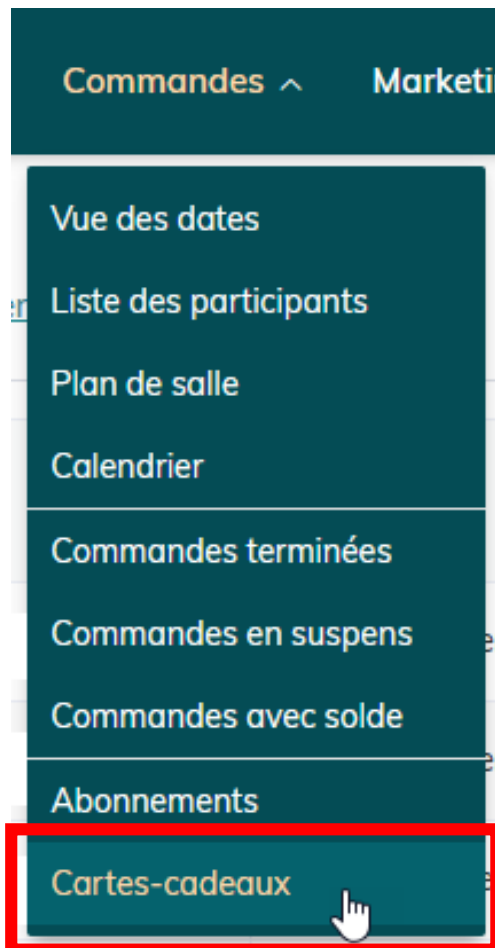 Commandes Marketi
Vue des dates
Liste des participants
Plan de salle
Calendrier
Commandes terminées
Commandes en suspens
Commandes avec solde
Abonnements
Cartes-cadeaux